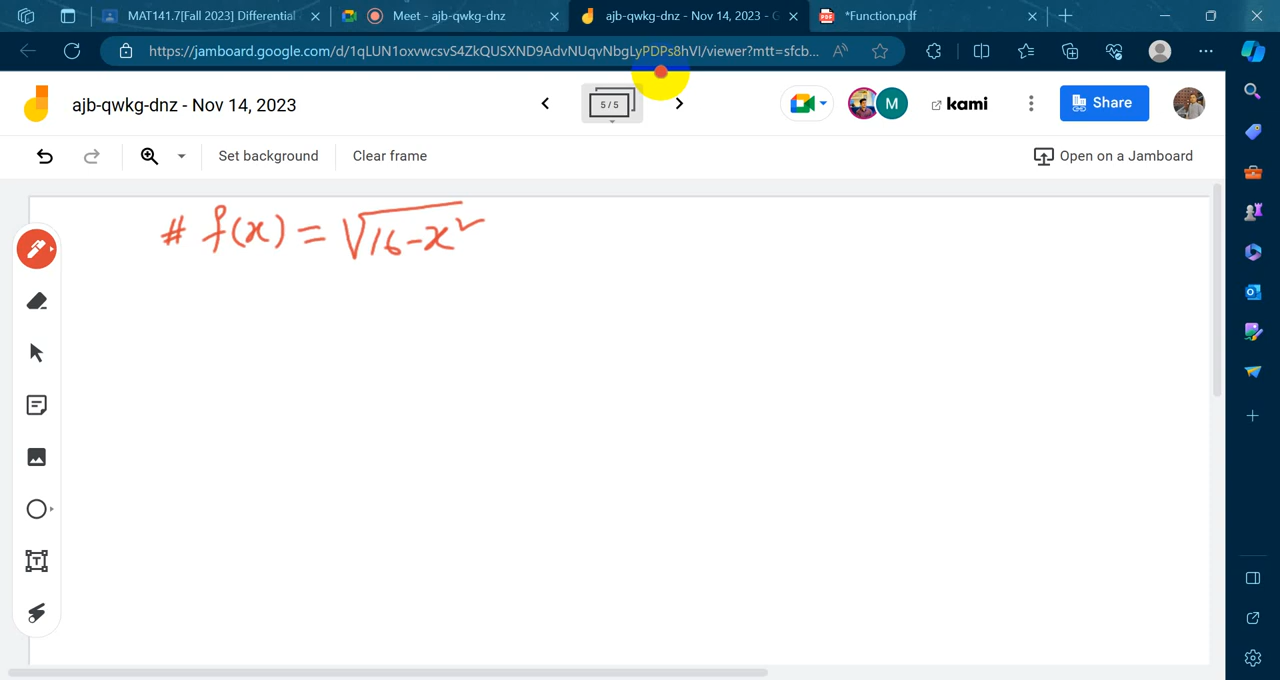 MAT141.7[Fall 2023] Differential
Meet - ajb-qwkg-dnz
ajb-qwkg-dnz - Nov 14, 2023 - G
*Function.pdf
https://jamboard.google.com/d/1qLUN1oxvwcsvS4ZkQUSXND9AdvNUqvNbgLyPDPs8hVI/viewer?mtt=sfcb...
ajb-qwkg-dnz - Nov 14, 2023
5 / 5
M
kami
Share
Set background
Clear frame
Open on a Jamboard
# f(x) = √(16-x²)